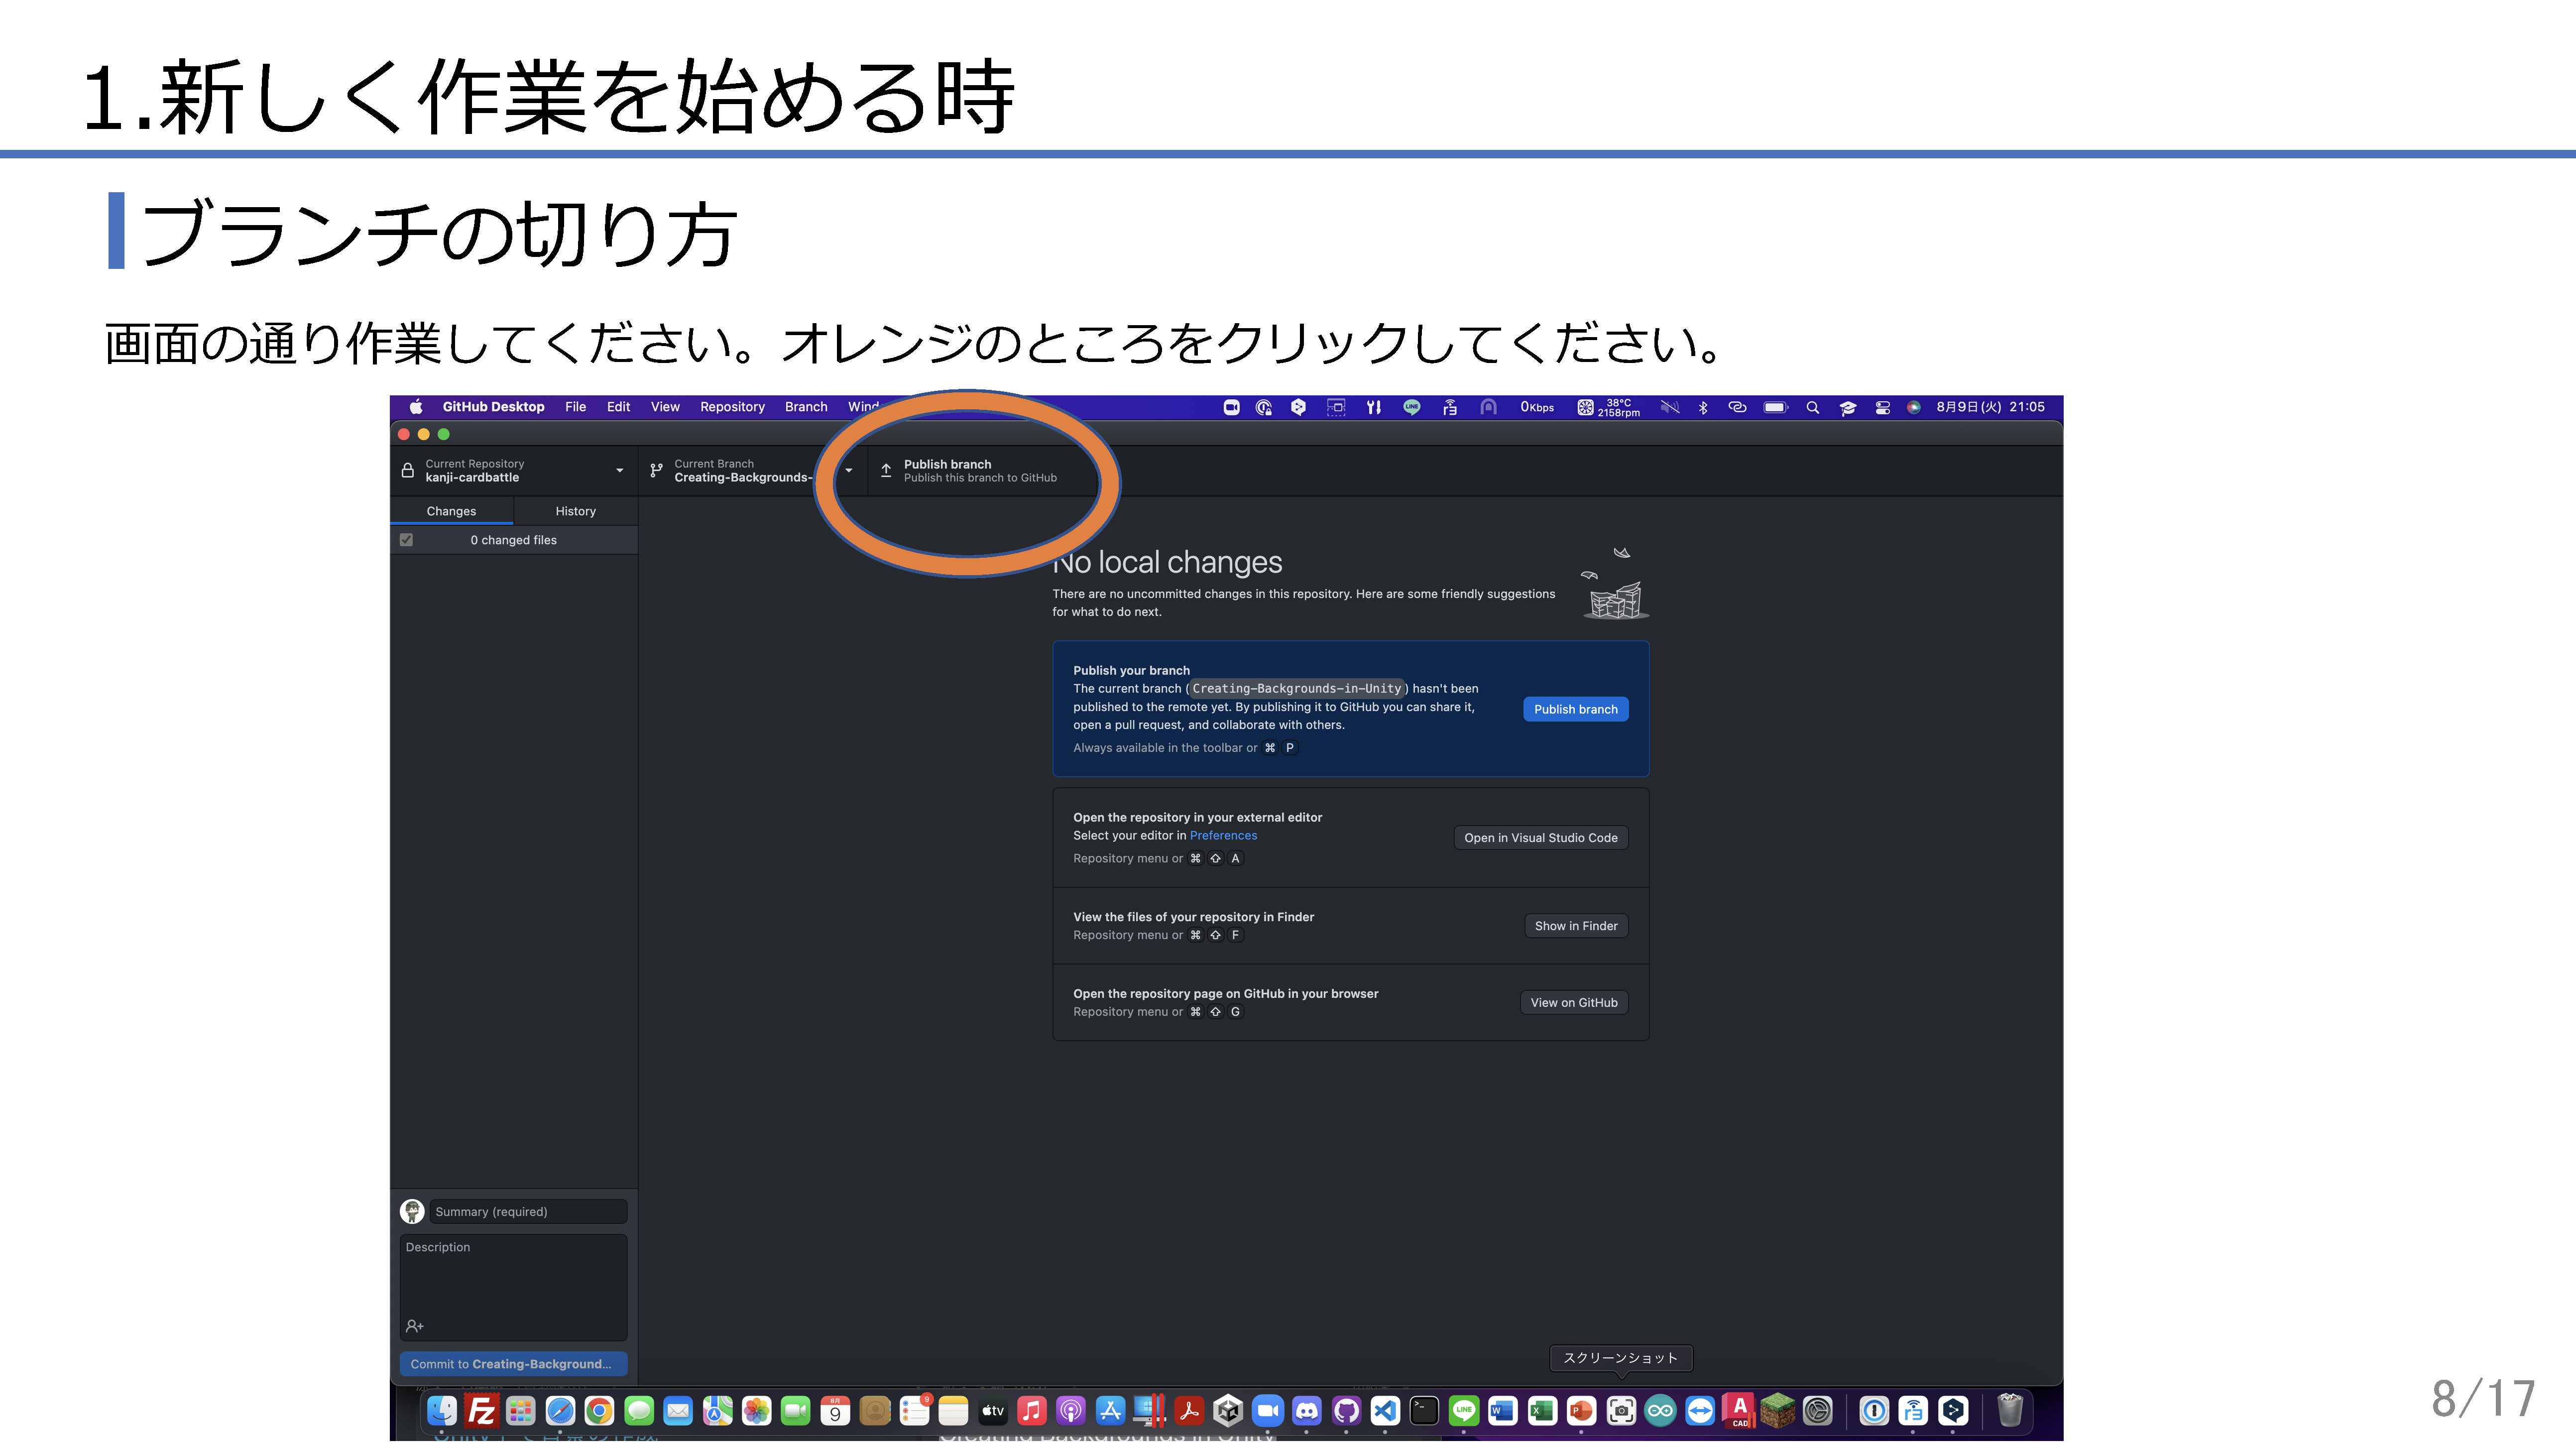 1.新しく作業を始める時
ブランチの切り方
画面の通り作業してください。オレンジのところをクリックしてください。
GitHub Desktop File Edit View Repository Branch Wind
0Kbps 38°C 2158rpm 8月9日(火) 21:05
Current Repository
kanji-cardbattle
Current Branch
Creating-Backgrounds-
Publish branch
Publish this branch to GitHub
Changes History
0 changed files
No local changes
There are no uncommitted changes in this repository. Here are some friendly suggestions
for what to do next.
Publish your branch
The current branch ( Creating-Backgrounds-in-Unity ) hasn't been
published to the remote yet. By publishing it to GitHub you can share it,
open a pull request, and collaborate with others.
Always available in the toolbar or ⌘ P
Publish branch
Open the repository in your external editor
Select your editor in Preferences
Repository menu or ⌘ ⇧ A
Open in Visual Studio Code
View the files of your repository in Finder
Repository menu or ⌘ ⇧ F
Show in Finder
Open the repository page on GitHub in your browser
Repository menu or ⌘ ⇧ G
View on GitHub
Summary (required)
Description
Commit to Creating-Background...
スクリーンショット
8/17